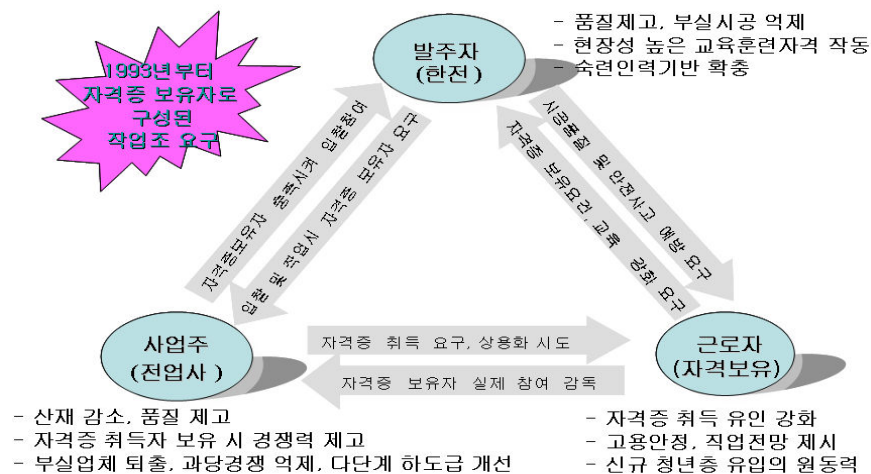 - 품질제고, 부실시공 억제
- 현장성 높은 교육훈련자격 작동
- 숙련인력기반 확충
발주자
(한전)
1993년부터
자격증 보유자로
구성된
작업조 요구
자격증보유자 충족시켜 입찰참여
입찰 및 작업시 자격증 보유자 요구
시공품질 및 안전사고 예방 요구
자격증 보유요건, 교육 강화 요구
사업주
(전업사)
자격증 취득 요구, 상용화 시도
자격증 보유자 실제 참여 감독
근로자
(자격보유)
- 산재 감소, 품질 제고
- 자격증 취득자 보유 시 경쟁력 제고
- 부실업체 퇴출, 과당경쟁 억제, 다단계 하도급 개선
- 자격증 취득 유인 강화
- 고용안정, 직업전망 제시
- 신규 청년층 유입의 원동력